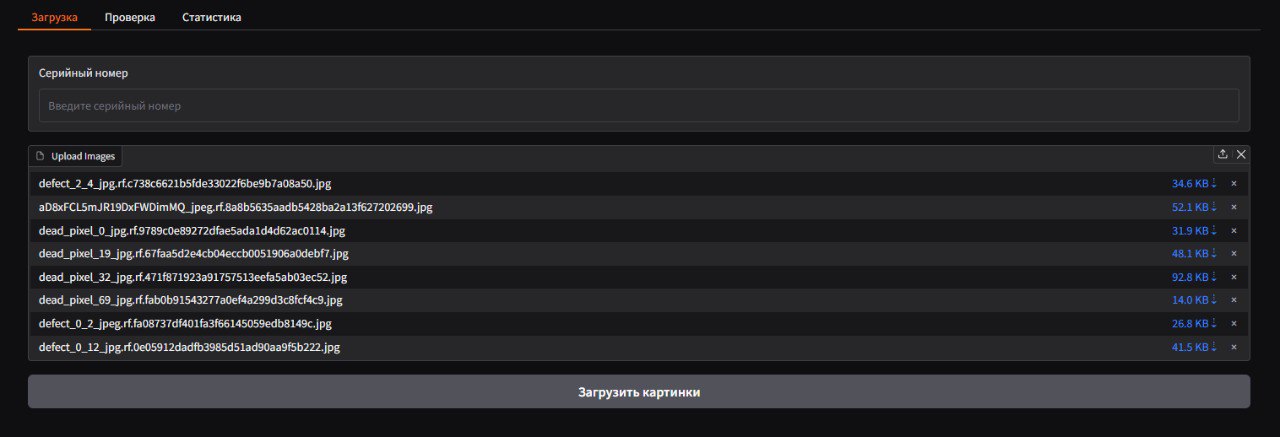 Загрузка Проверка Статистика
Серийный номер
Введите серийный номер
Upload Images
defect_2_4_jpg.rf.c738c6621b5fde33022f6be9b7a08a50.jpg 34.6 KB ⇣ ×
aD8xFCL5mJR19DxFWDimMQ_jpeg.rf.8a8b5635aadb5428ba2a13f627202699.jpg 52.1 KB ⇣ ×
dead_pixel_0_jpg.rf.9789c0e89272dfae5ada1d4d62ac0114.jpg 31.9 KB ⇣ ×
dead_pixel_19_jpg.rf.67faa5d2e4cb04eccb0051906a0debf7.jpg 48.1 KB ⇣ ×
dead_pixel_32_jpg.rf.471f871923a91757513eefa5ab03ec52.jpg 92.8 KB ⇣ ×
dead_pixel_69_jpg.rf.fab0b91543277a0ef4a299d3c8fcf4c9.jpg 14.0 KB ⇣ ×
defect_0_2_jpeg.rf.fa08737df401fa3f66145059edb8149c.jpg 26.8 KB ⇣ ×
defect_0_12_jpg.rf.0e05912dadfb3985d51ad90aa9f5b222.jpg 41.5 KB ⇣ ×
Загрузить картинки